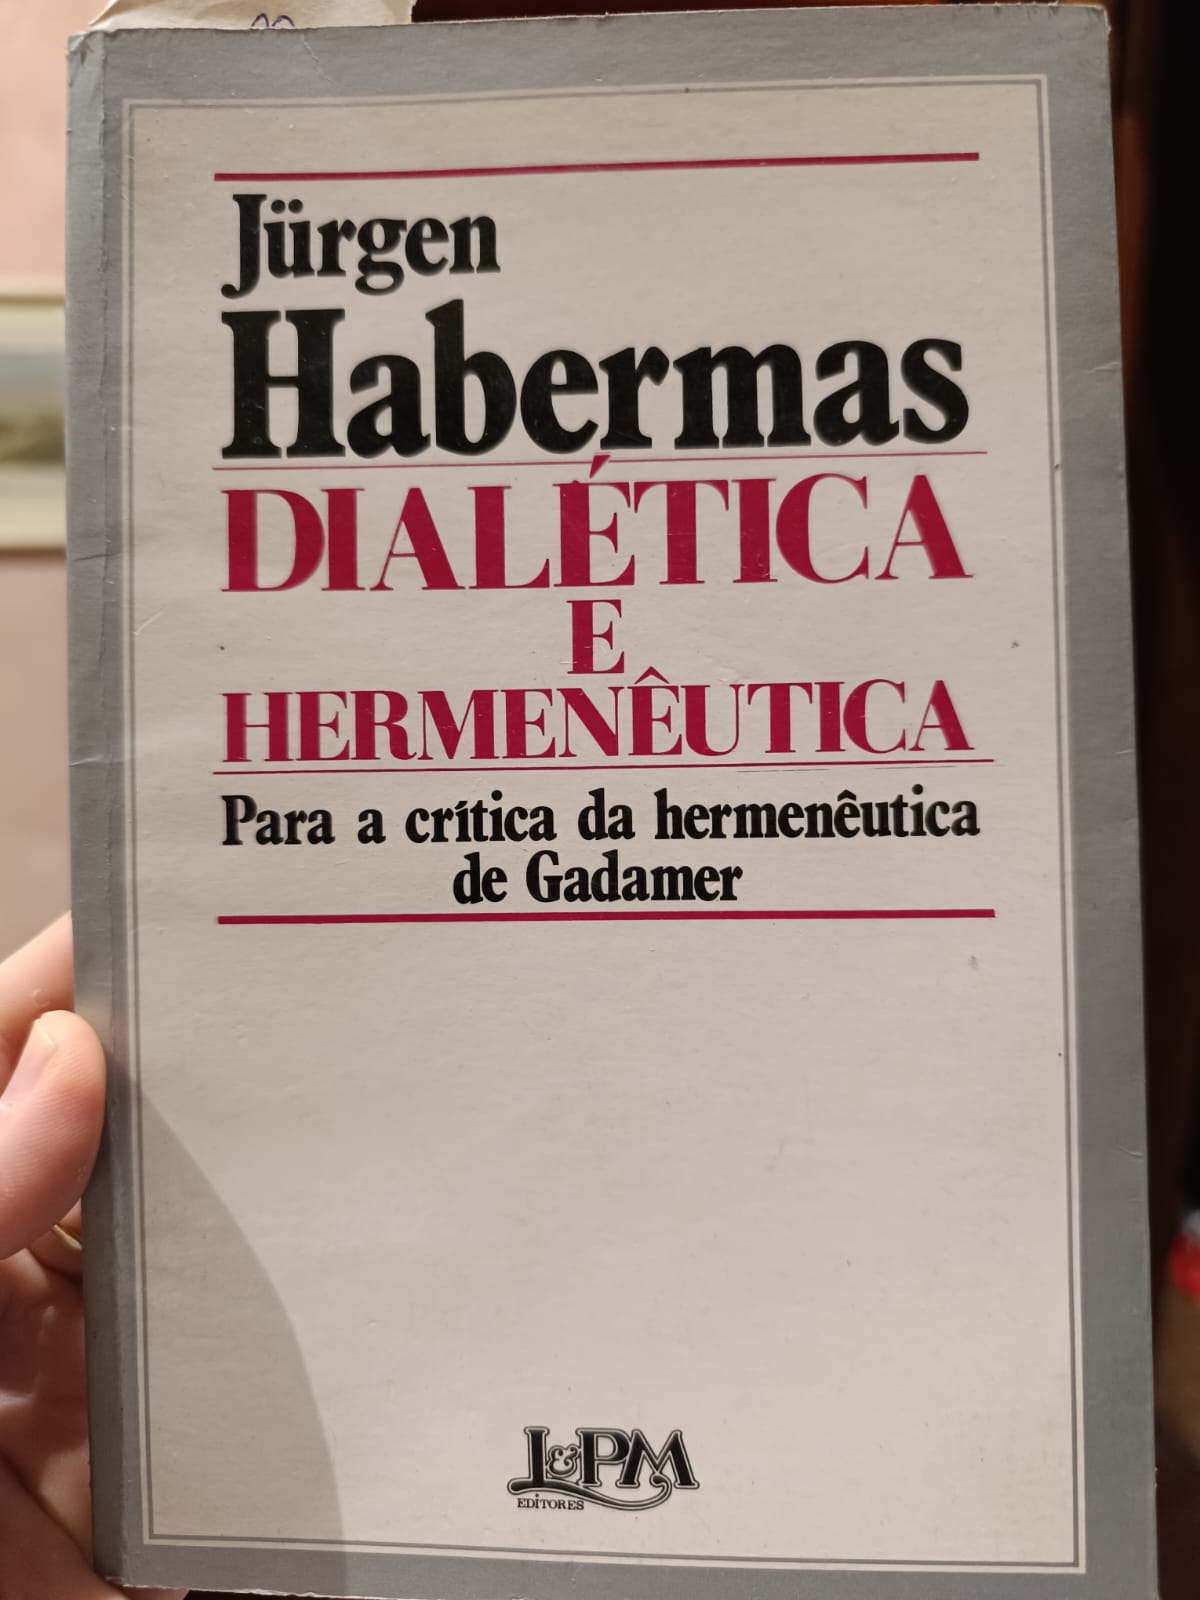 Jürgen
Habermas
DIALÉTICA
E
HERMENÊUTICA
Para a crítica da hermenêutica
de Gadamer
L&PM
EDITORES